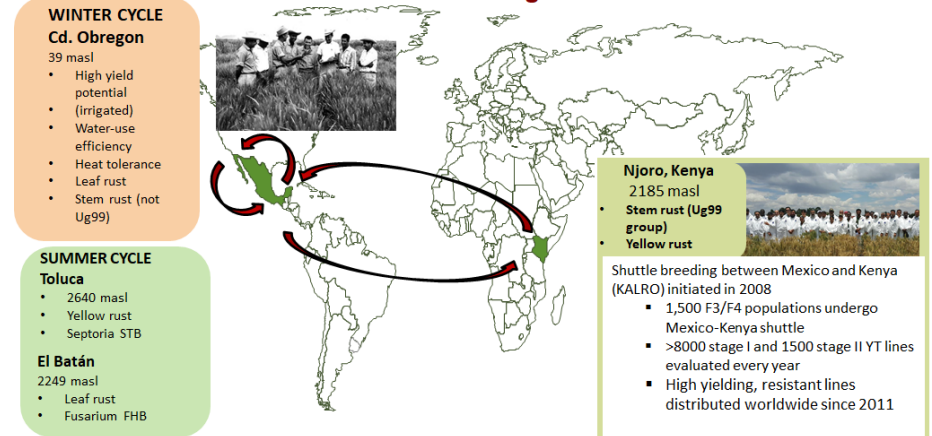 WINTER CYCLE
Cd. Obregon
39 masl
• High yield
potential
• (irrigated)
• Water-use
efficiency
• Heat tolerance
• Leaf rust
• Stem rust (not
Ug99)
SUMMER CYCLE
Toluca
• 2640 masl
• Yellow rust
• Septoria STB
El Batán
2249 masl
• Leaf rust
• Fusarium FHB
Njoro, Kenya
2185 masl
• Stem rust (Ug99
group)
• Yellow rust
Shuttle breeding between Mexico and Kenya
(KALRO) initiated in 2008
▪ 1,500 F3/F4 populations undergo
Mexico-Kenya shuttle
▪ >8000 stage I and 1500 stage II YT lines
evaluated every year
▪ High yielding, resistant lines
distributed worldwide since 2011